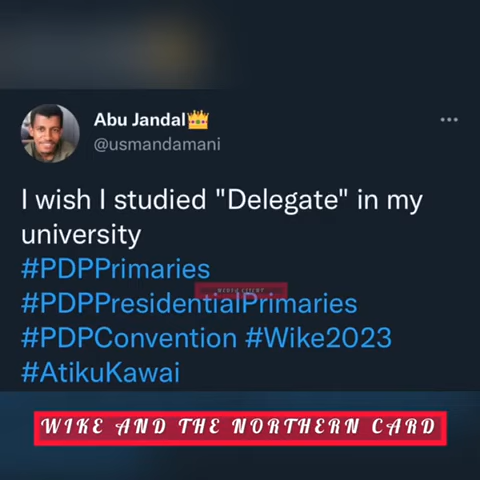 Abu Jandal👑
@usmandamani
I wish I studied "Delegate" in my
university
#PDPPrimaries
#PDPPresidentialPrimaries
#PDPConvention #Wike2023
#AtikuKawai
WIKE AND THE NORTHERN CARD